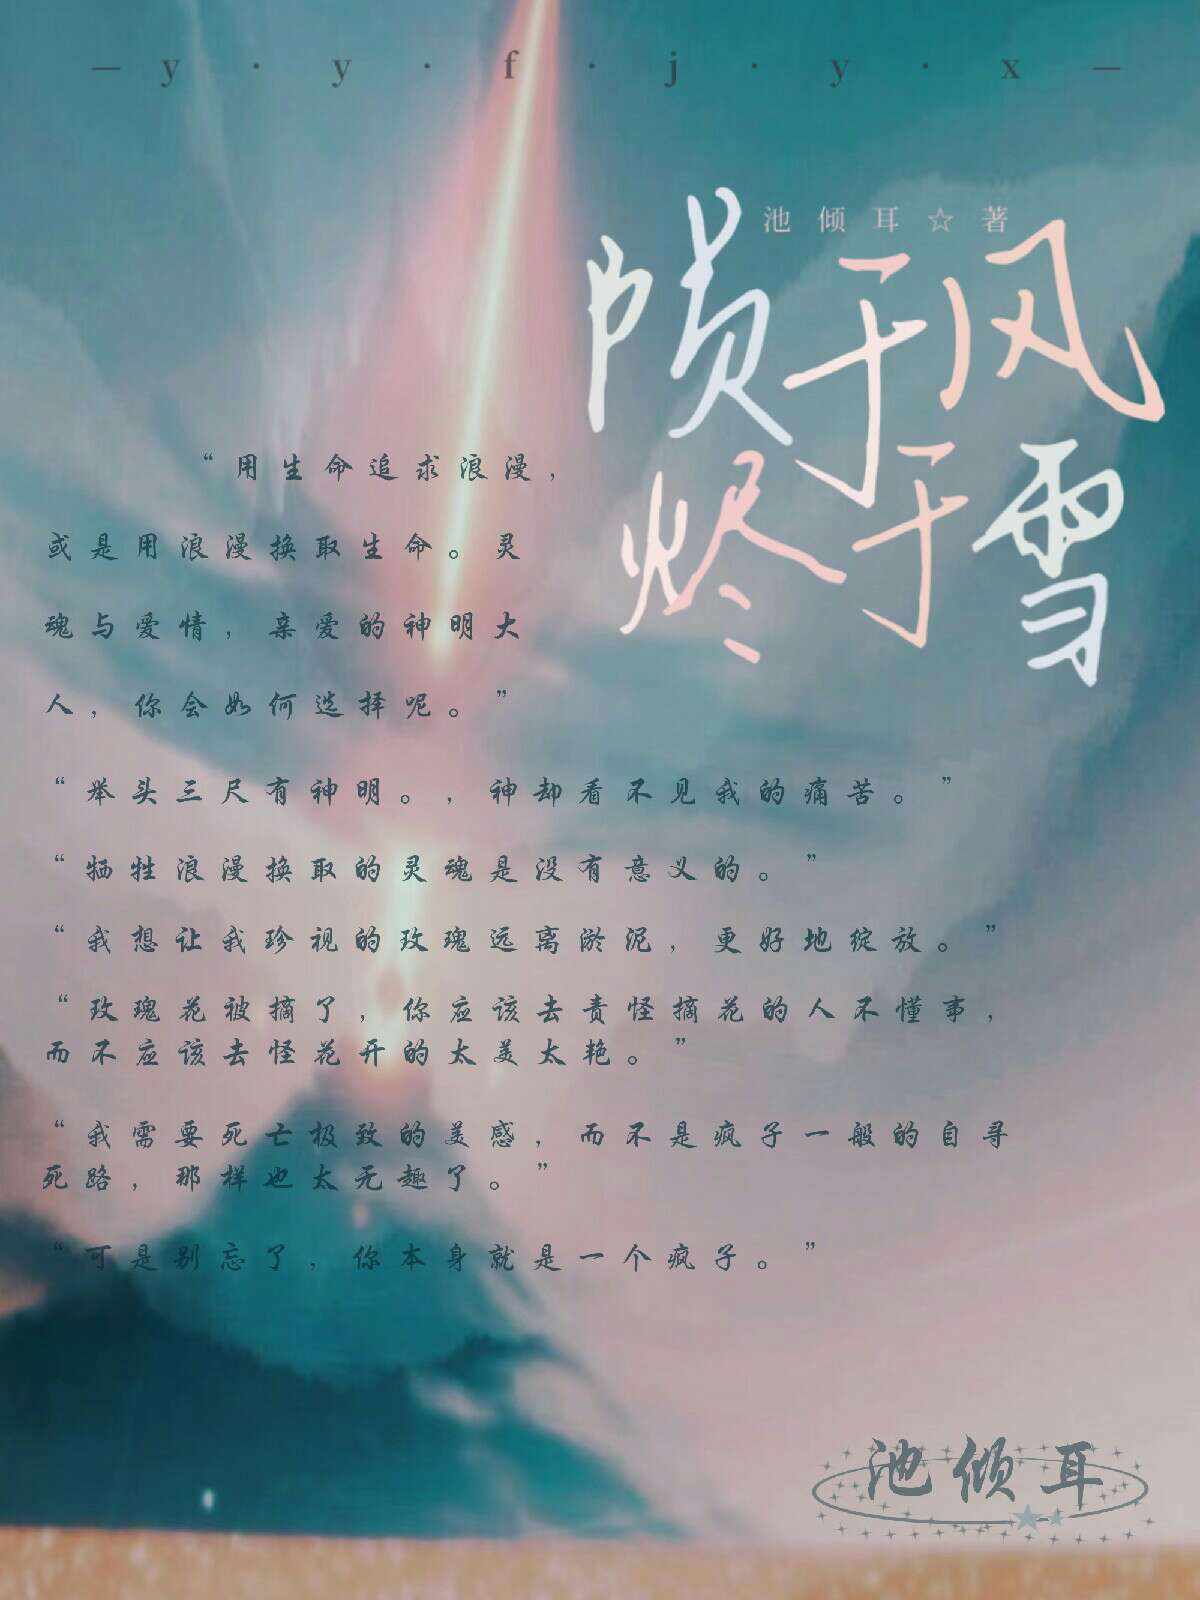 —y·y·f·j·y·x—
池倾耳☆著
陨于风
烬于雪
“用生命追求浪漫，
或是用浪漫换取生命。灵
魂与爱情，亲爱的神明大
人，你会如何选择呢。”
“举头三尺有神明。，神却看不见我的痛苦。”
“牺牲浪漫换取的灵魂是没有意义的。”
“我想让我珍视的玫瑰远离淤泥，更好地绽放。”
“玫瑰花被摘了，你应该去责怪摘花的人不懂事，
而不应该去怪花开的太美太艳。”
“我需要死亡极致的美感，而不是疯子一般的自寻
死路，那样也太无趣了。”
“可是别忘了，你本身就是一个疯子。”
池倾耳